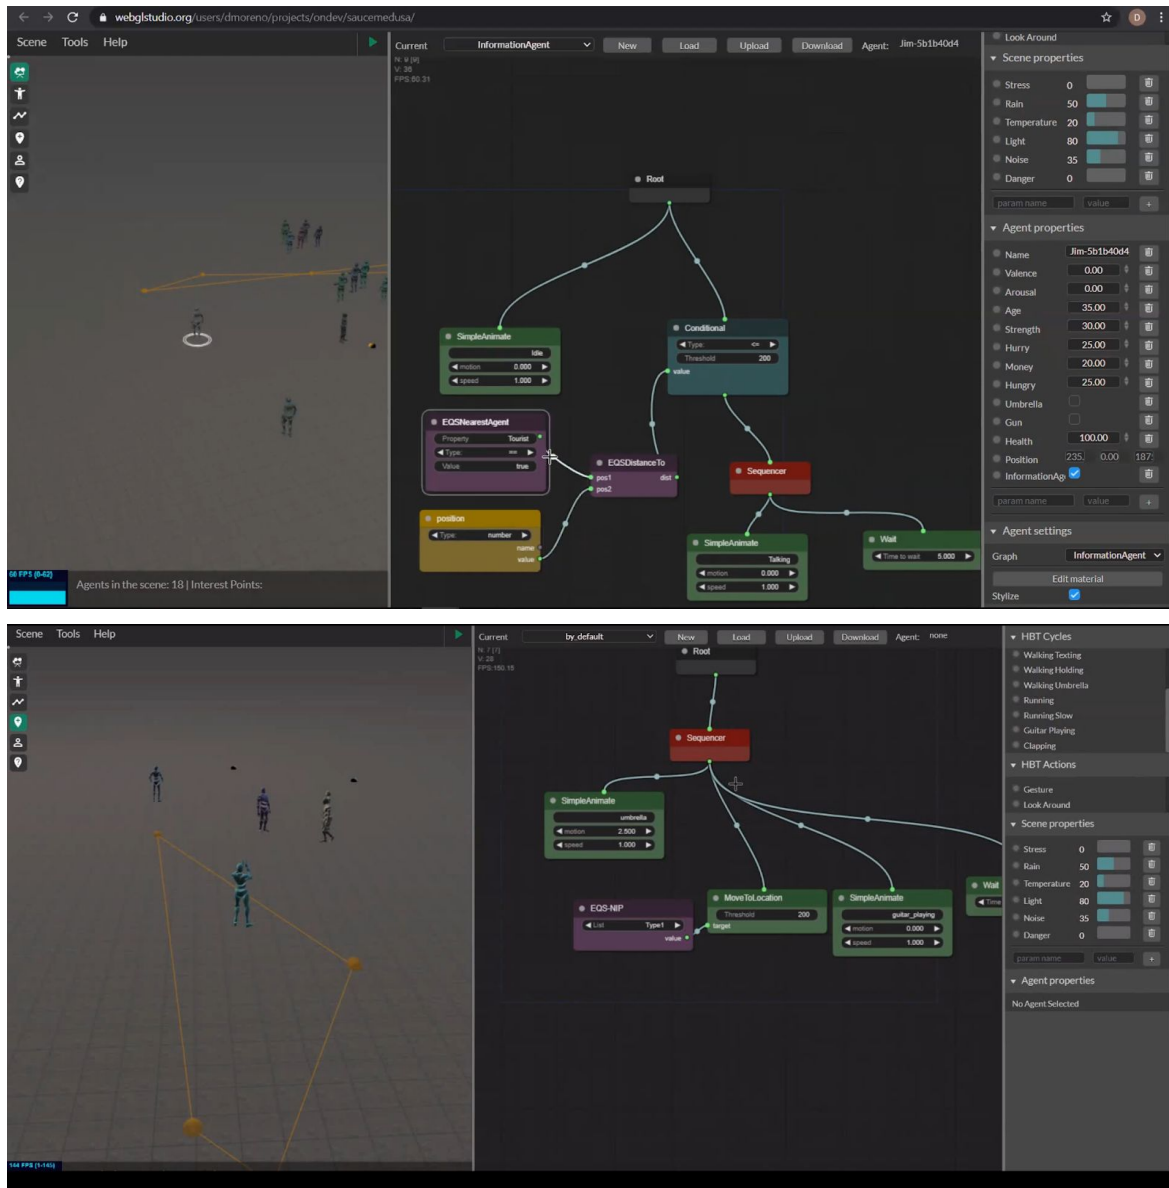 webglstudio.org/users/dmoreno/projects/ondev/saucemedusa/
D
Scene Tools Help
Current InformationAgent New Load Upload Download Agent: Jim-5b1b40d4
N: 9 [9]
V: 36
FPS:60.31
Root
SimpleAnimate
Idle
motion 0.000
speed 1.000
Conditional
Type: <=
Threshold 200
value
EQSNearestAgent
Property Tourist
Type: ==
Value true
EQSDistanceTo
pos1 dist
pos2
position
Type: number
name
value
Sequencer
SimpleAnimate
Talking
motion 0.000
speed 1.000
Wait
Time to wait 5.000
Agents in the scene: 18 | Interest Points:
Look Around
Scene properties
Stress 0
Rain 50
Temperature 20
Light 80
Noise 35
Danger 0
param name value +
Agent properties
Name Jim-5b1b40d4
Valence 0.00
Arousal 0.00
Age 35.00
Strength 30.00
Hurry 25.00
Money 20.00
Hungry 25.00
Umbrella
Gun
Health 100.00
Position 235. 0.00 187
InformationAg
param name value +
Agent settings
Graph InformationAgent
Edit material
Stylize
Scene Tools Help
Current by_default New Load Upload Download Agent: none
N: 7 [7]
V: 28
FPS:150.15
Root
Sequencer
SimpleAnimate
umbrella
motion 2.500
speed 1.000
EQS-NIP
List Type1
value
MoveToLocation
Threshold 200
target
SimpleAnimate
guitar_playing
motion 0.000
speed 1.000
Wait
Time
HBT Cycles
Walking Texting
Walking Holding
Walking Umbrella
Running
Running Slow
Guitar Playing
Clapping
HBT Actions
Gesture
Look Around
Scene properties
Stress 0
Rain 50
Temperature 20
Light 80
Noise 35
Danger 0
param name value +
Agent properties
No Agent Selected